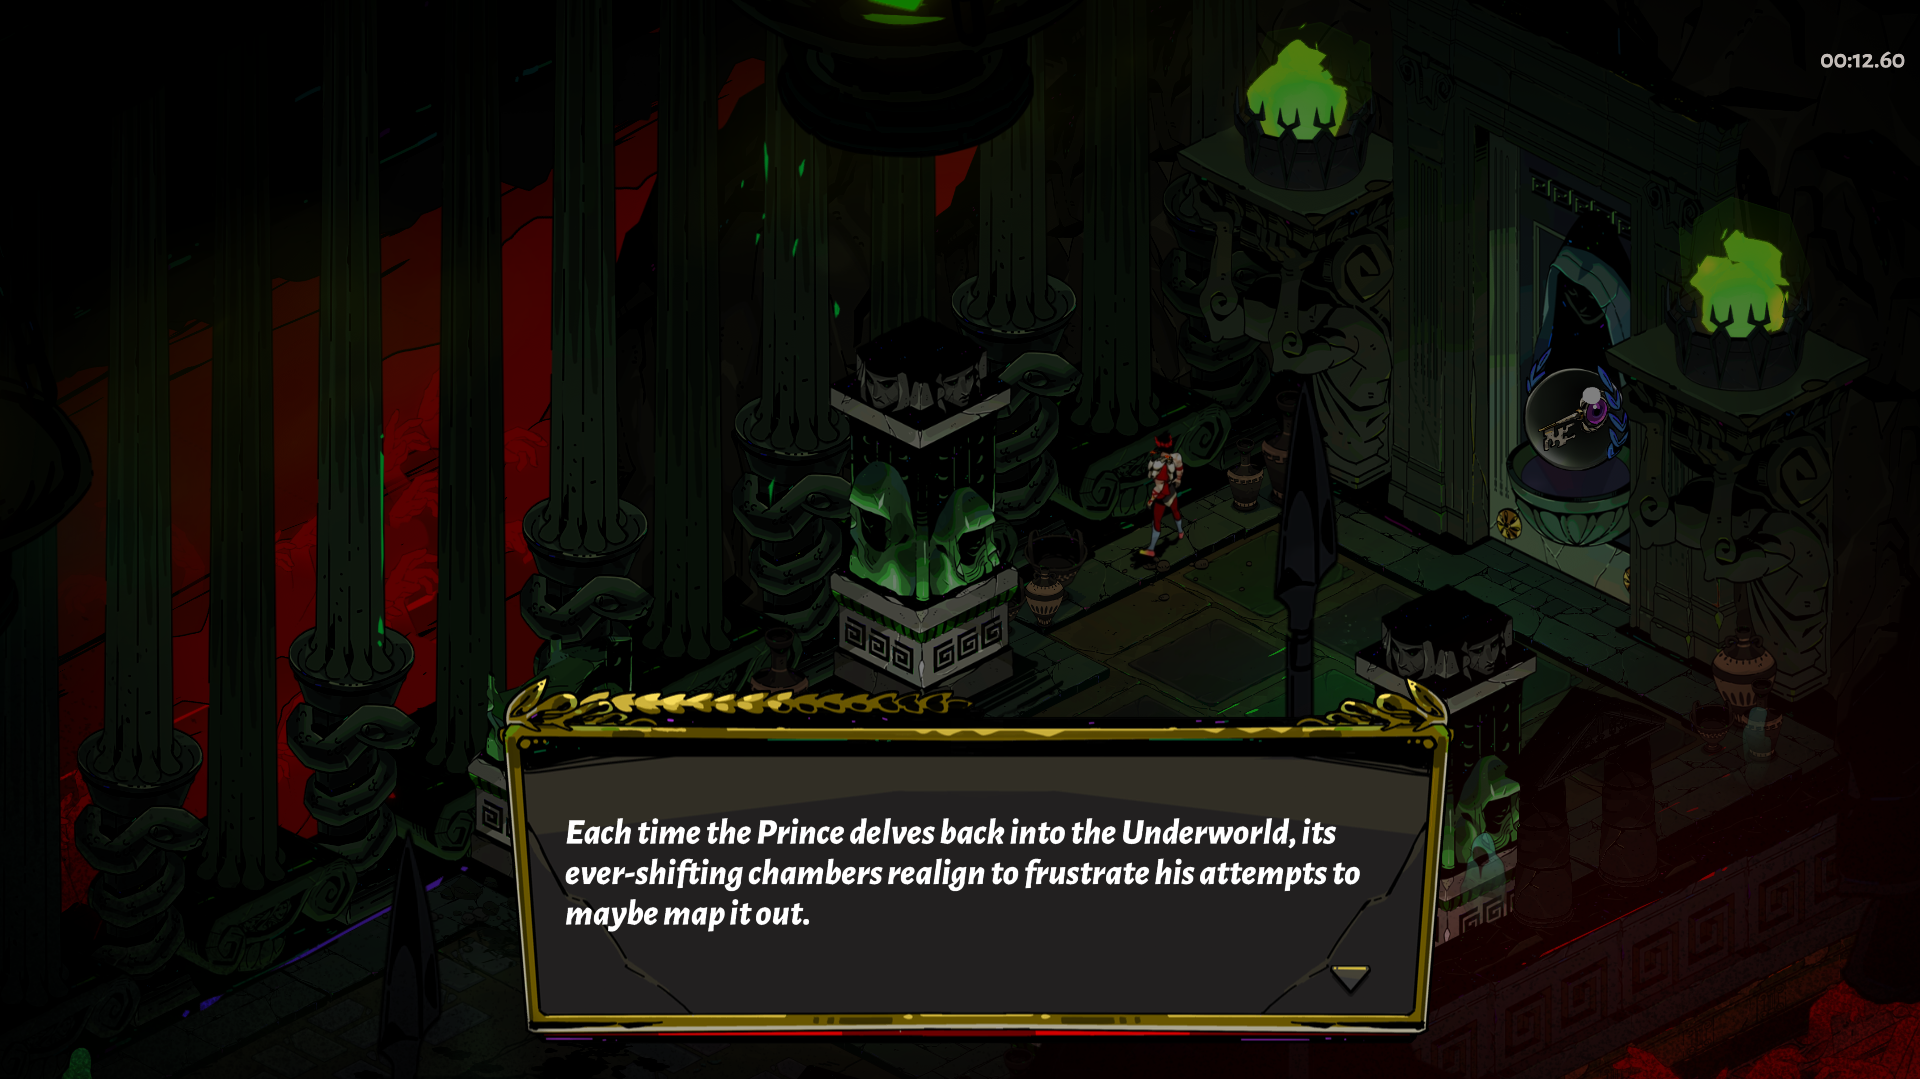 00:12.60
Each time the Prince delves back into the Underworld, its
ever-shifting chambers realign to frustrate his attempts to
maybe map it out.